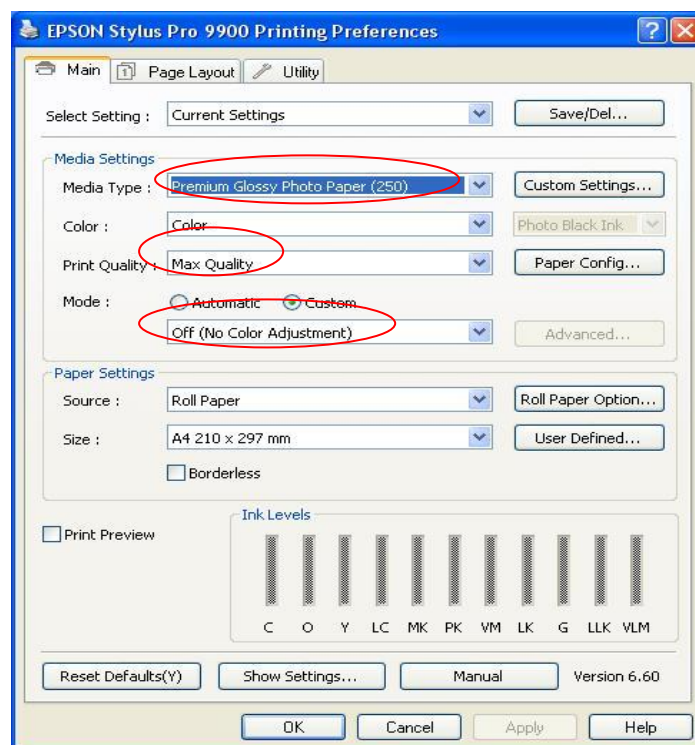 EPSON Stylus Pro 9900 Printing Preferences
Main Page Layout Utility
Select Setting : Current Settings Save/Del...
Media Settings
Media Type : Premium Glossy Photo Paper (250) Custom Settings...
Color : Color Photo Black Ink
Print Quality : Max Quality Paper Config...
Mode : Automatic Custom
Off (No Color Adjustment) Advanced...
Paper Settings
Source : Roll Paper Roll Paper Option...
Size : A4 210 x 297 mm User Defined...
Borderless
Ink Levels
Print Preview
C O Y LC MK PK VM LK G LLK VLM
Reset Defaults(Y) Show Settings... Manual Version 6.60
OK Cancel Apply Help